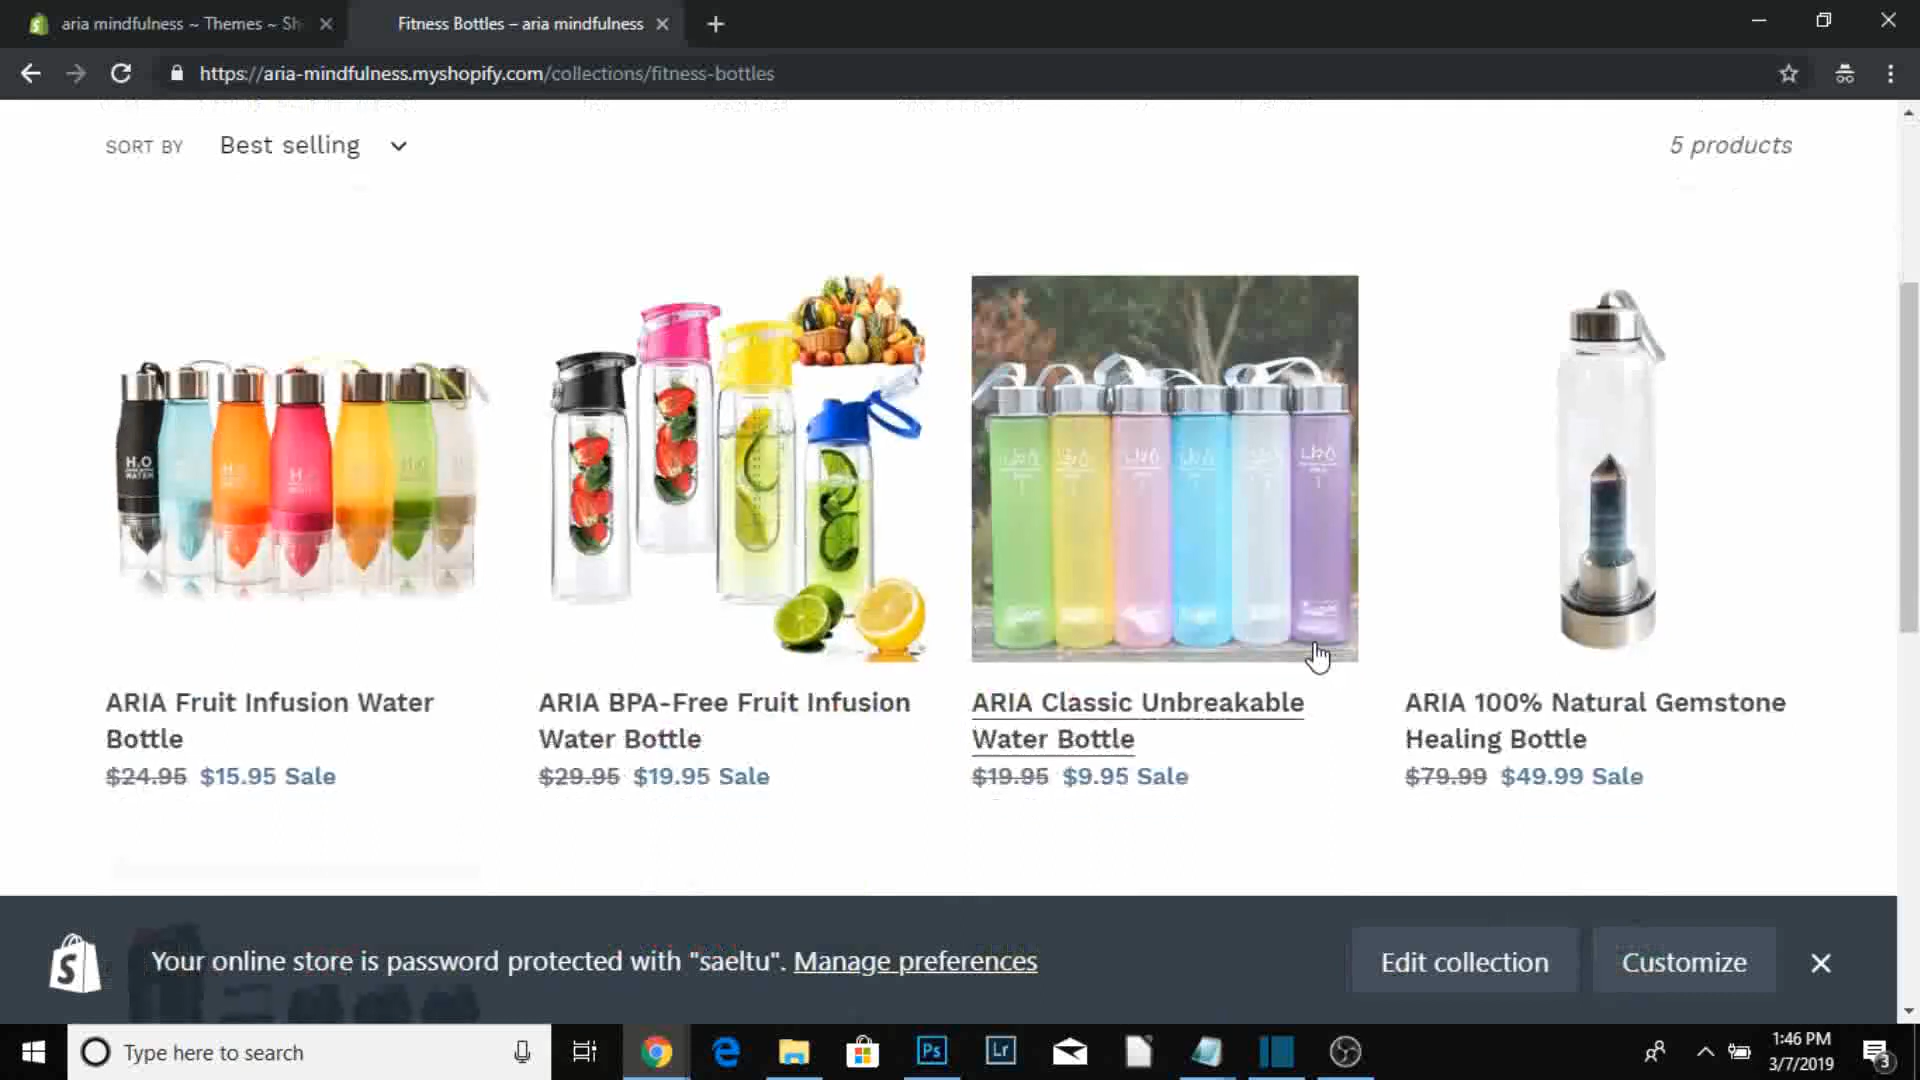 aria mindfulness ~ Themes ~ Sh
Fitness Bottles – aria mindfulness
https://aria-mindfulness.myshopify.com/collections/fitness-bottles
SORT BY
Best selling
5 products
H2O
ARIA Fruit Infusion Water
Bottle
$24.95 $15.95 Sale
ARIA BPA-Free Fruit Infusion
Water Bottle
$29.95 $19.95 Sale
ARIA Classic Unbreakable
Water Bottle
$19.95 $9.95 Sale
ARIA 100% Natural Gemstone
Healing Bottle
$79.99 $49.99 Sale
Your online store is password protected with "saeltu". Manage preferences
Edit collection
Customize
Type here to search
Ps
Lr
1:46 PM
3/7/2019
3